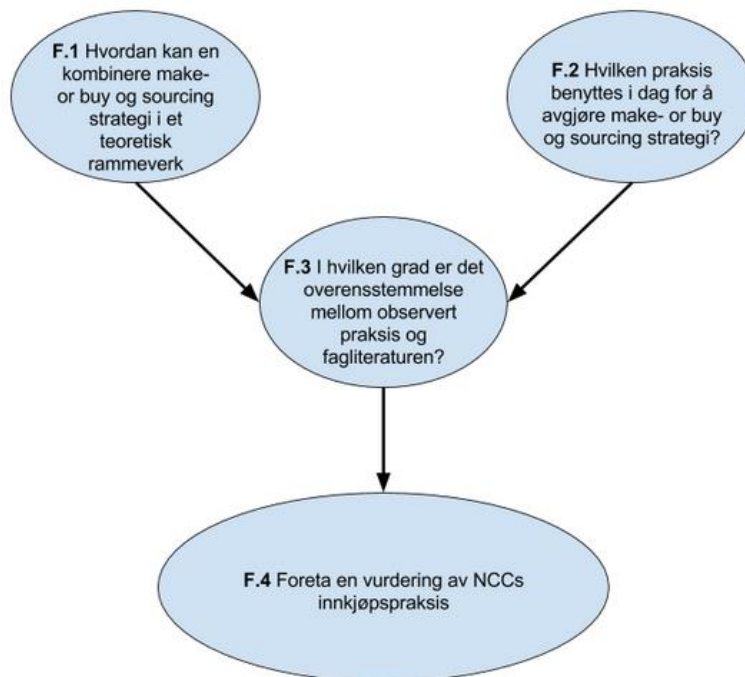 F.1 Hvordan kan en
kombinere make-
or buy og sourcing
strategi i et
teoretisk
rammeverk
F.2 Hvilken praksis
benyttes i dag for å
avgjøre make- or buy
og sourcing strategi?
F.3 I hvilken grad er det
overensstemmelse
mellom observert
praksis og
fagliteraturen?
F.4 Foreta en vurdering av NCCs
innkjøpspraksis